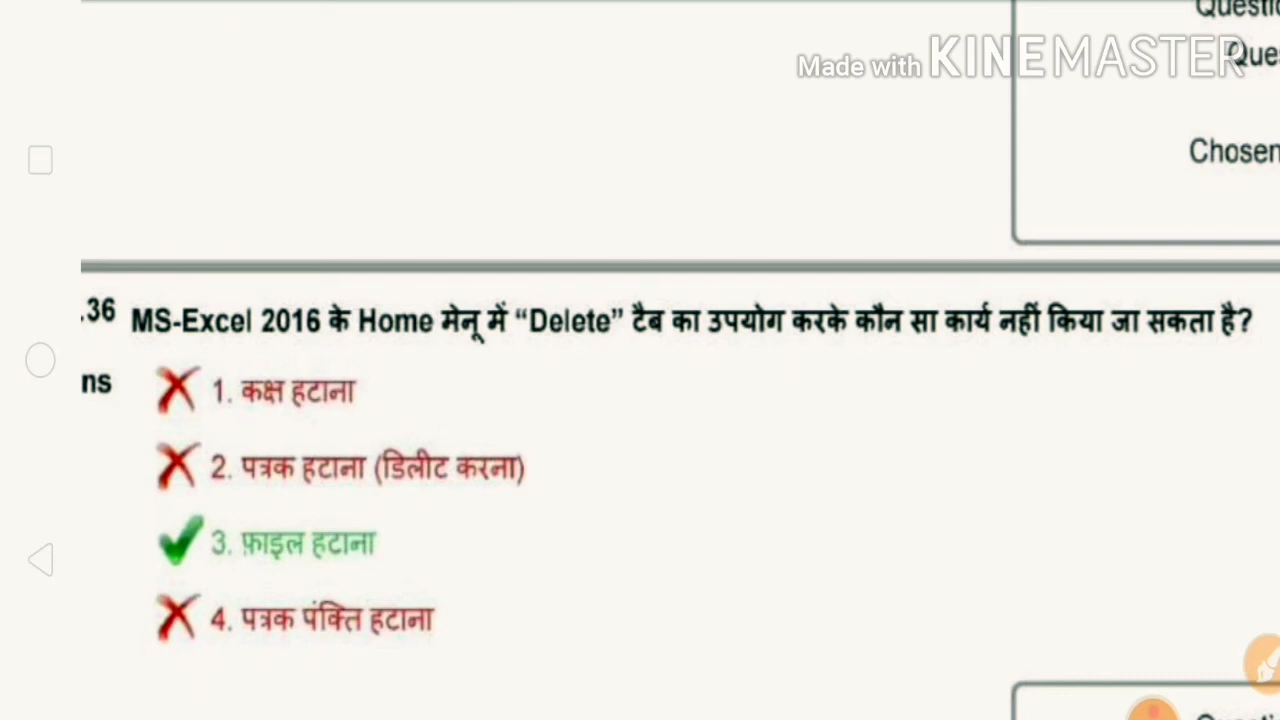 Made with KINEMASTER
Chosen
.36 MS-Excel 2016 के Home मेनू में “Delete” टैब का उपयोग करके कौन सा कार्य नहीं किया जा सकता है?
ns
1. कक्ष हटाना
2. पत्रक हटाना (डिलीट करना)
3. फ़ाइल हटाना
4. पत्रक पंक्ति हटाना